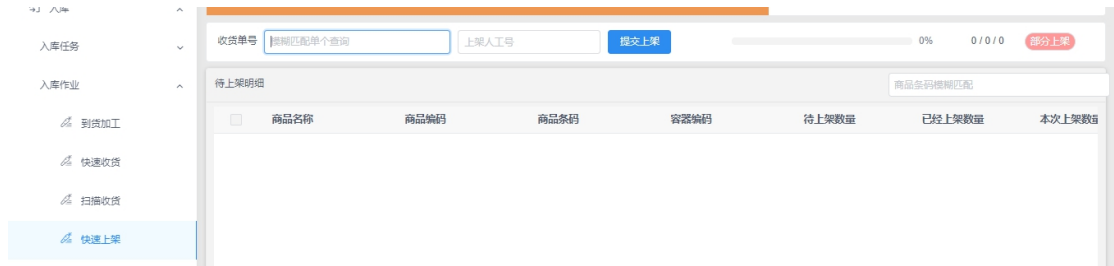 入库
入库任务
入库作业
到货加工
快速收货
扫描收货
快速上架
收货单号 模糊匹配单个查询 上架人工号 提交上架 0% 0 / 0 / 0 部分上架
待上架明细 商品条码模糊匹配
商品名称 商品编码 商品条码 容器编码 待上架数量 已经上架数量 本次上架数量